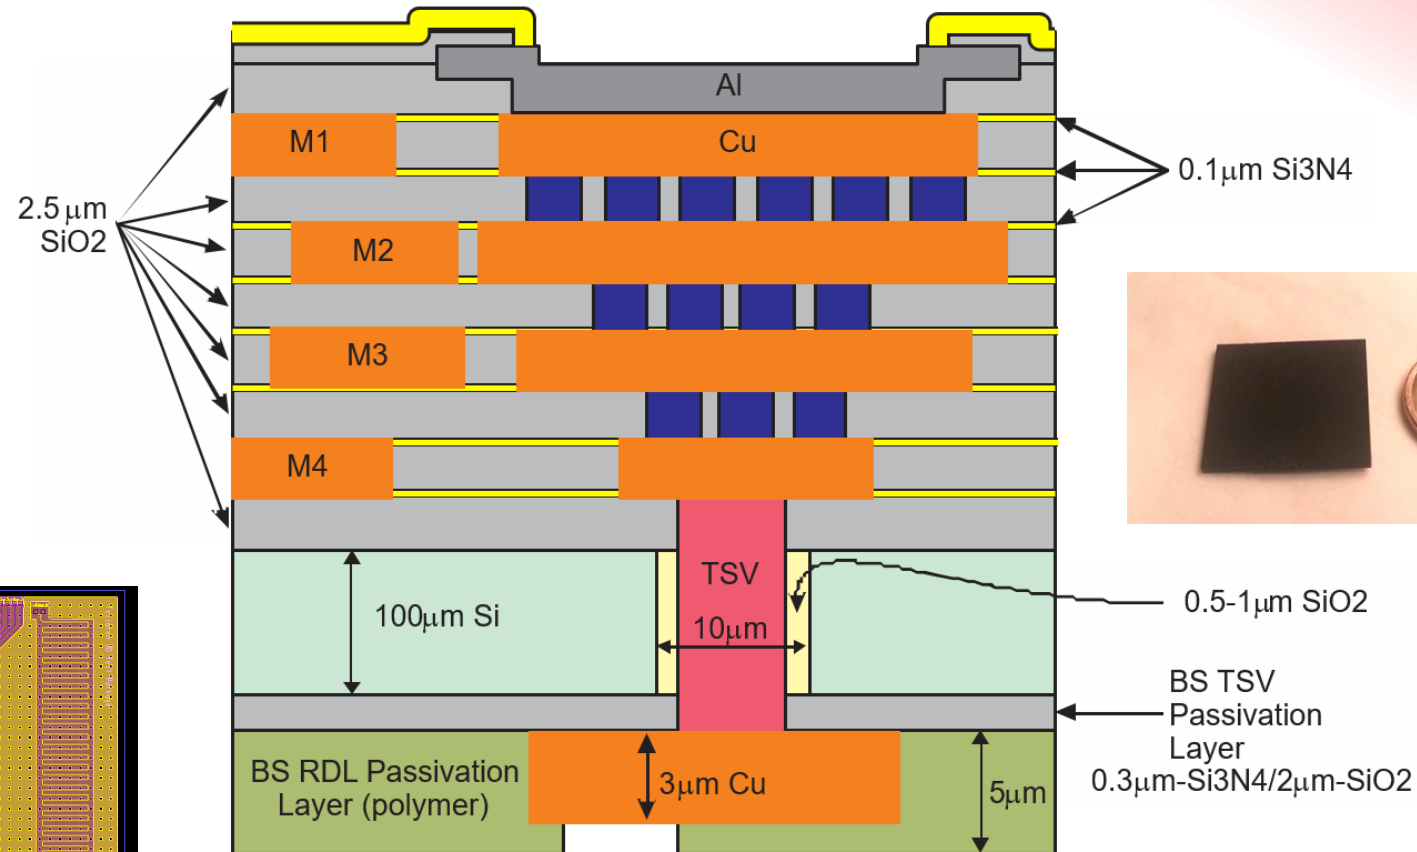 Al
M1
Cu
0.1μm Si3N4
2.5μm
SiO2
M2
M3
M4
TSV
100μm Si
10μm
0.5-1μm SiO2
BS TSV
Passivation
Layer
0.3μm-Si3N4/2μm-SiO2
BS RDL Passivation
Layer (polymer)
3μm Cu
5μm